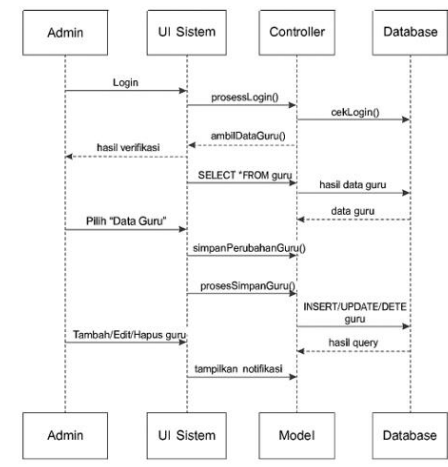 Admin UI Sistem Controller Database
Login
prosessLogin()
cekLogin()
ambilDataGuru()
hasil verifikasi
SELECT *FROM guru
hasil data guru
data guru
Pilih "Data Guru"
simpanPerubahanGuru()
prosesSimpanGuru()
INSERT/UPDATE/DETE
guru
Tambah/Edit/Hapus guru
hasil query
tampilkan notifikasi
Admin UI Sistem Model Database